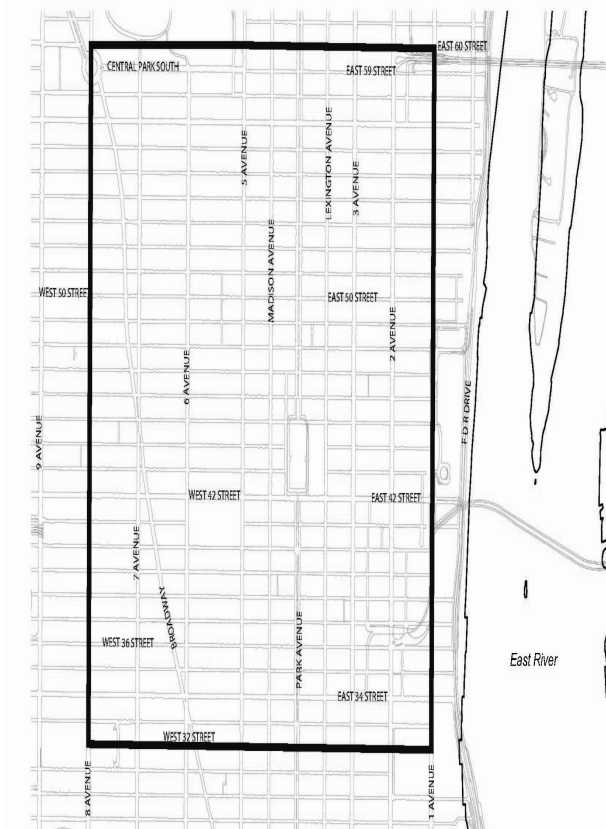 EAST 60 STREET
CENTRAL PARK SOUTH
EAST 59 STREET
5 AVENUE
LEXINGTON AVENUE
3 AVENUE
MADISON AVENUE
WEST 50 STREET
EAST 50 STREET
2 AVENUE
6 AVENUE
F D R DRIVE
9 AVENUE
WEST 42 STREET
EAST 42 STREET
7 AVENUE
BROADWAY
WEST 36 STREET
PARK AVENUE
East River
EAST 34 STREET
WEST 32 STREET
8 AVENUE
1 AVENUE